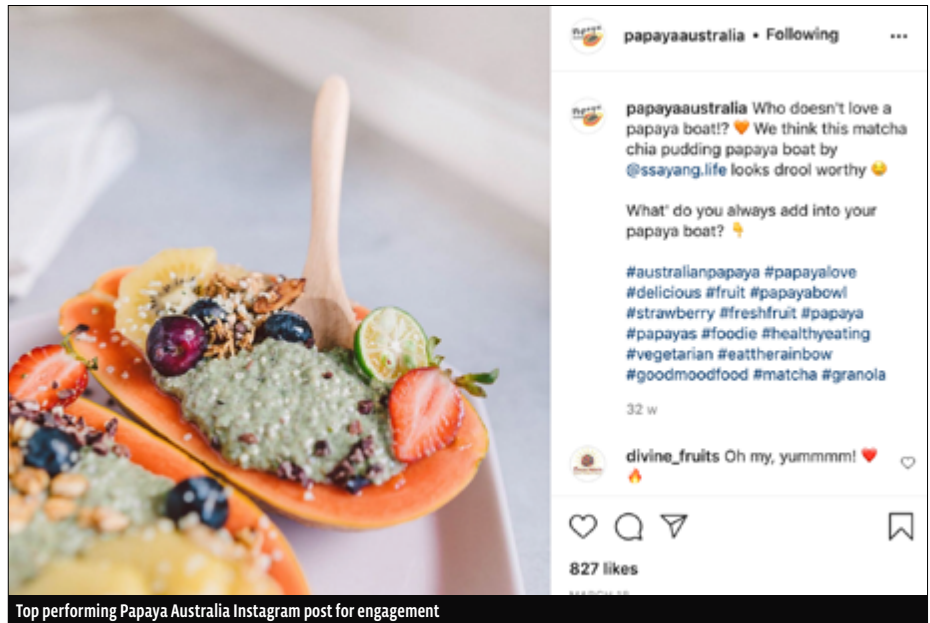 papayaaustralia • Following
papayaaustralia Who doesn't love a
papaya boat!? 🧡 We think this matcha
chia pudding papaya boat by
@ssayang.life looks drool worthy 😋
What' do you always add into your
papaya boat? 👇
#australianpapaya #papayalove
#delicious #fruit #papayabowl
#strawberry #freshfruit #papaya
#papayas #foodie #healthyeating
#vegetarian #eattherainbow
#goodmoodfood #matcha #granola
32 w
divine_fruits Oh my, yummmm! ❤️
🔥
827 likes
Top performing Papaya Australia Instagram post for engagement